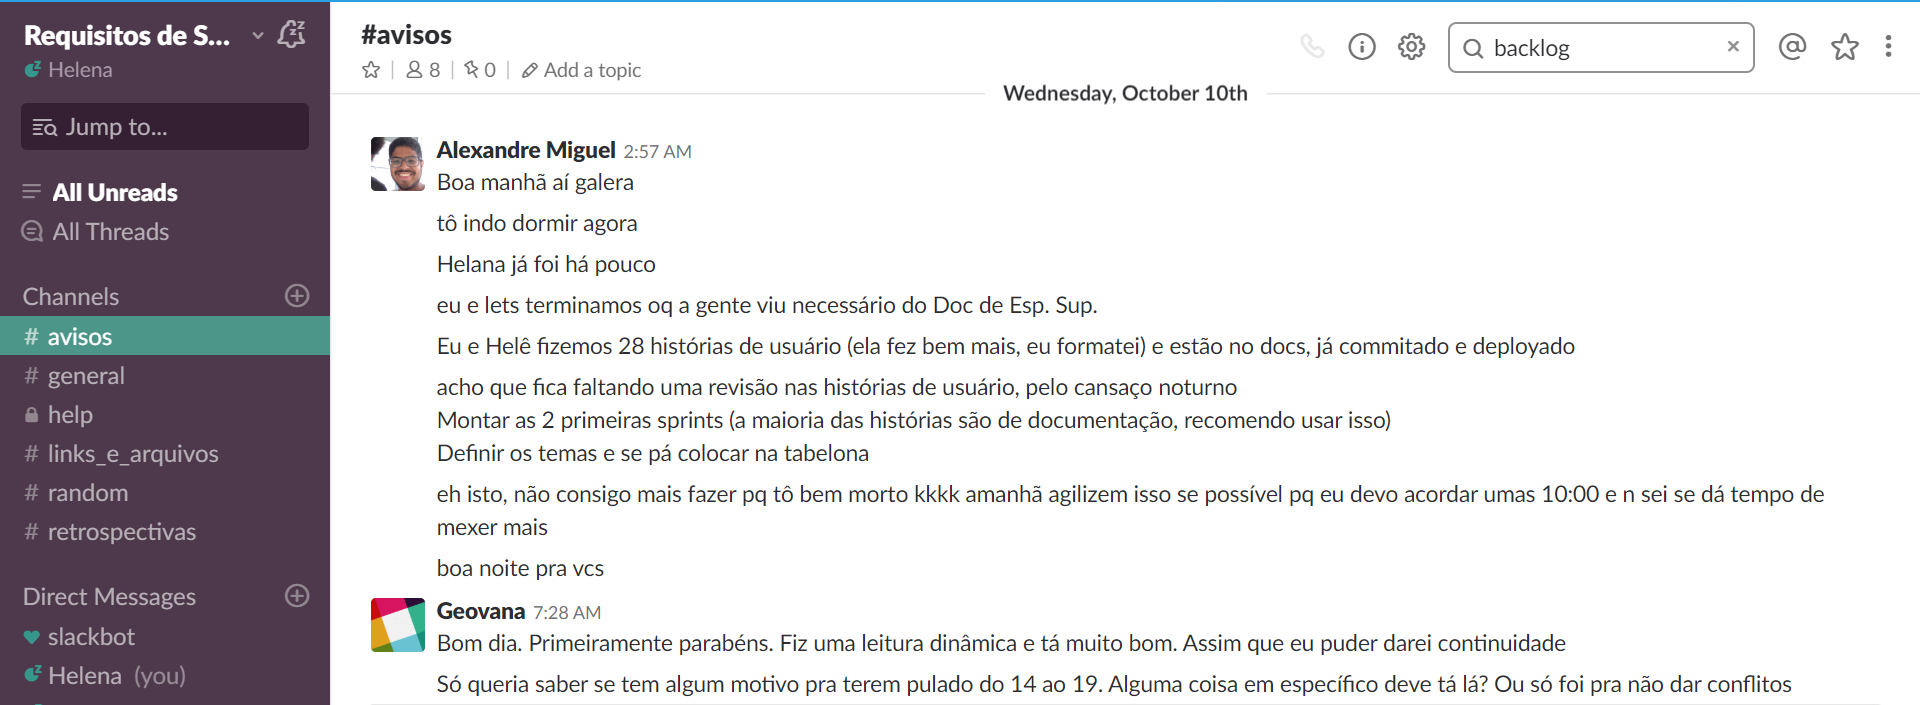 Requisitos de S...
Helena
Jump to...
All Unreads
All Threads
Channels
# avisos
# general
help
# links_e_arquivos
# random
# retrospectivas
Direct Messages
slackbot
Helena (you)
#avisos
8
0
Add a topic
backlog
Wednesday, October 10th
Alexandre Miguel 2:57 AM
Boa manhã aí galera
tô indo dormir agora
Helana já foi há pouco
eu e lets terminamos oq a gente viu necessário do Doc de Esp. Sup.
Eu e Helê fizemos 28 histórias de usuário (ela fez bem mais, eu formatei) e estão no docs, já commitado e deployado
acho que fica faltando uma revisão nas histórias de usuário, pelo cansaço noturno
Montar as 2 primeiras sprints (a maioria das histórias são de documentação, recomendo usar isso)
Definir os temas e se pá colocar na tabelona
eh isto, não consigo mais fazer pq tô bem morto kkkk amanhã agilizem isso se possível pq eu devo acordar umas 10:00 e n sei se dá tempo de
mexer mais
boa noite pra vcs
Geovana 7:28 AM
Bom dia. Primeiramente parabéns. Fiz uma leitura dinâmica e tá muito bom. Assim que eu puder darei continuidade
Só queria saber se tem algum motivo pra terem pulado do 14 ao 19. Alguma coisa em específico deve tá lá? Ou só foi pra não dar conflitos